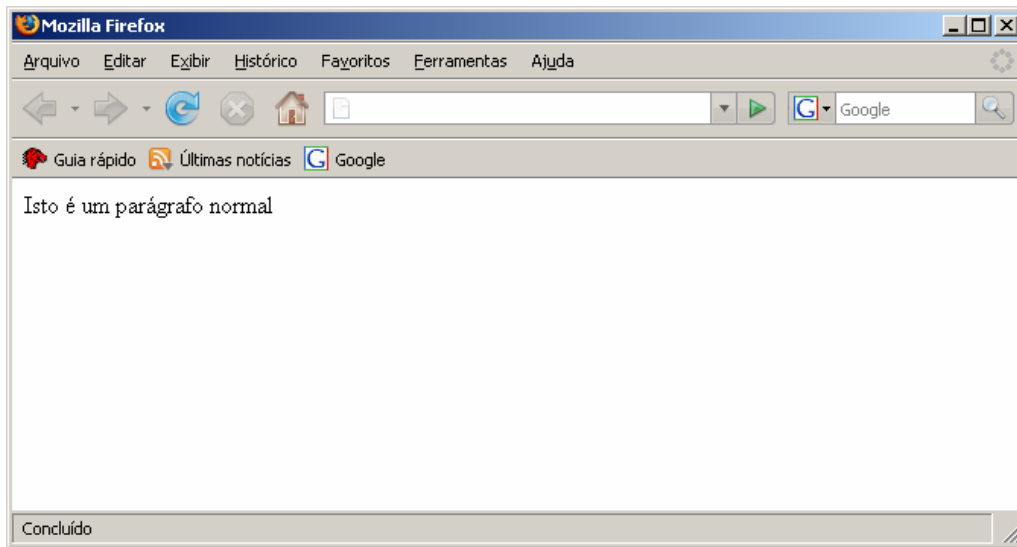 Mozilla Firefox
Arquivo Editar Exibir Histórico Favoritos Ferramentas Ajuda
G Google
Guia rápido Últimas notícias G Google
Isto é um parágrafo normal
Concluído